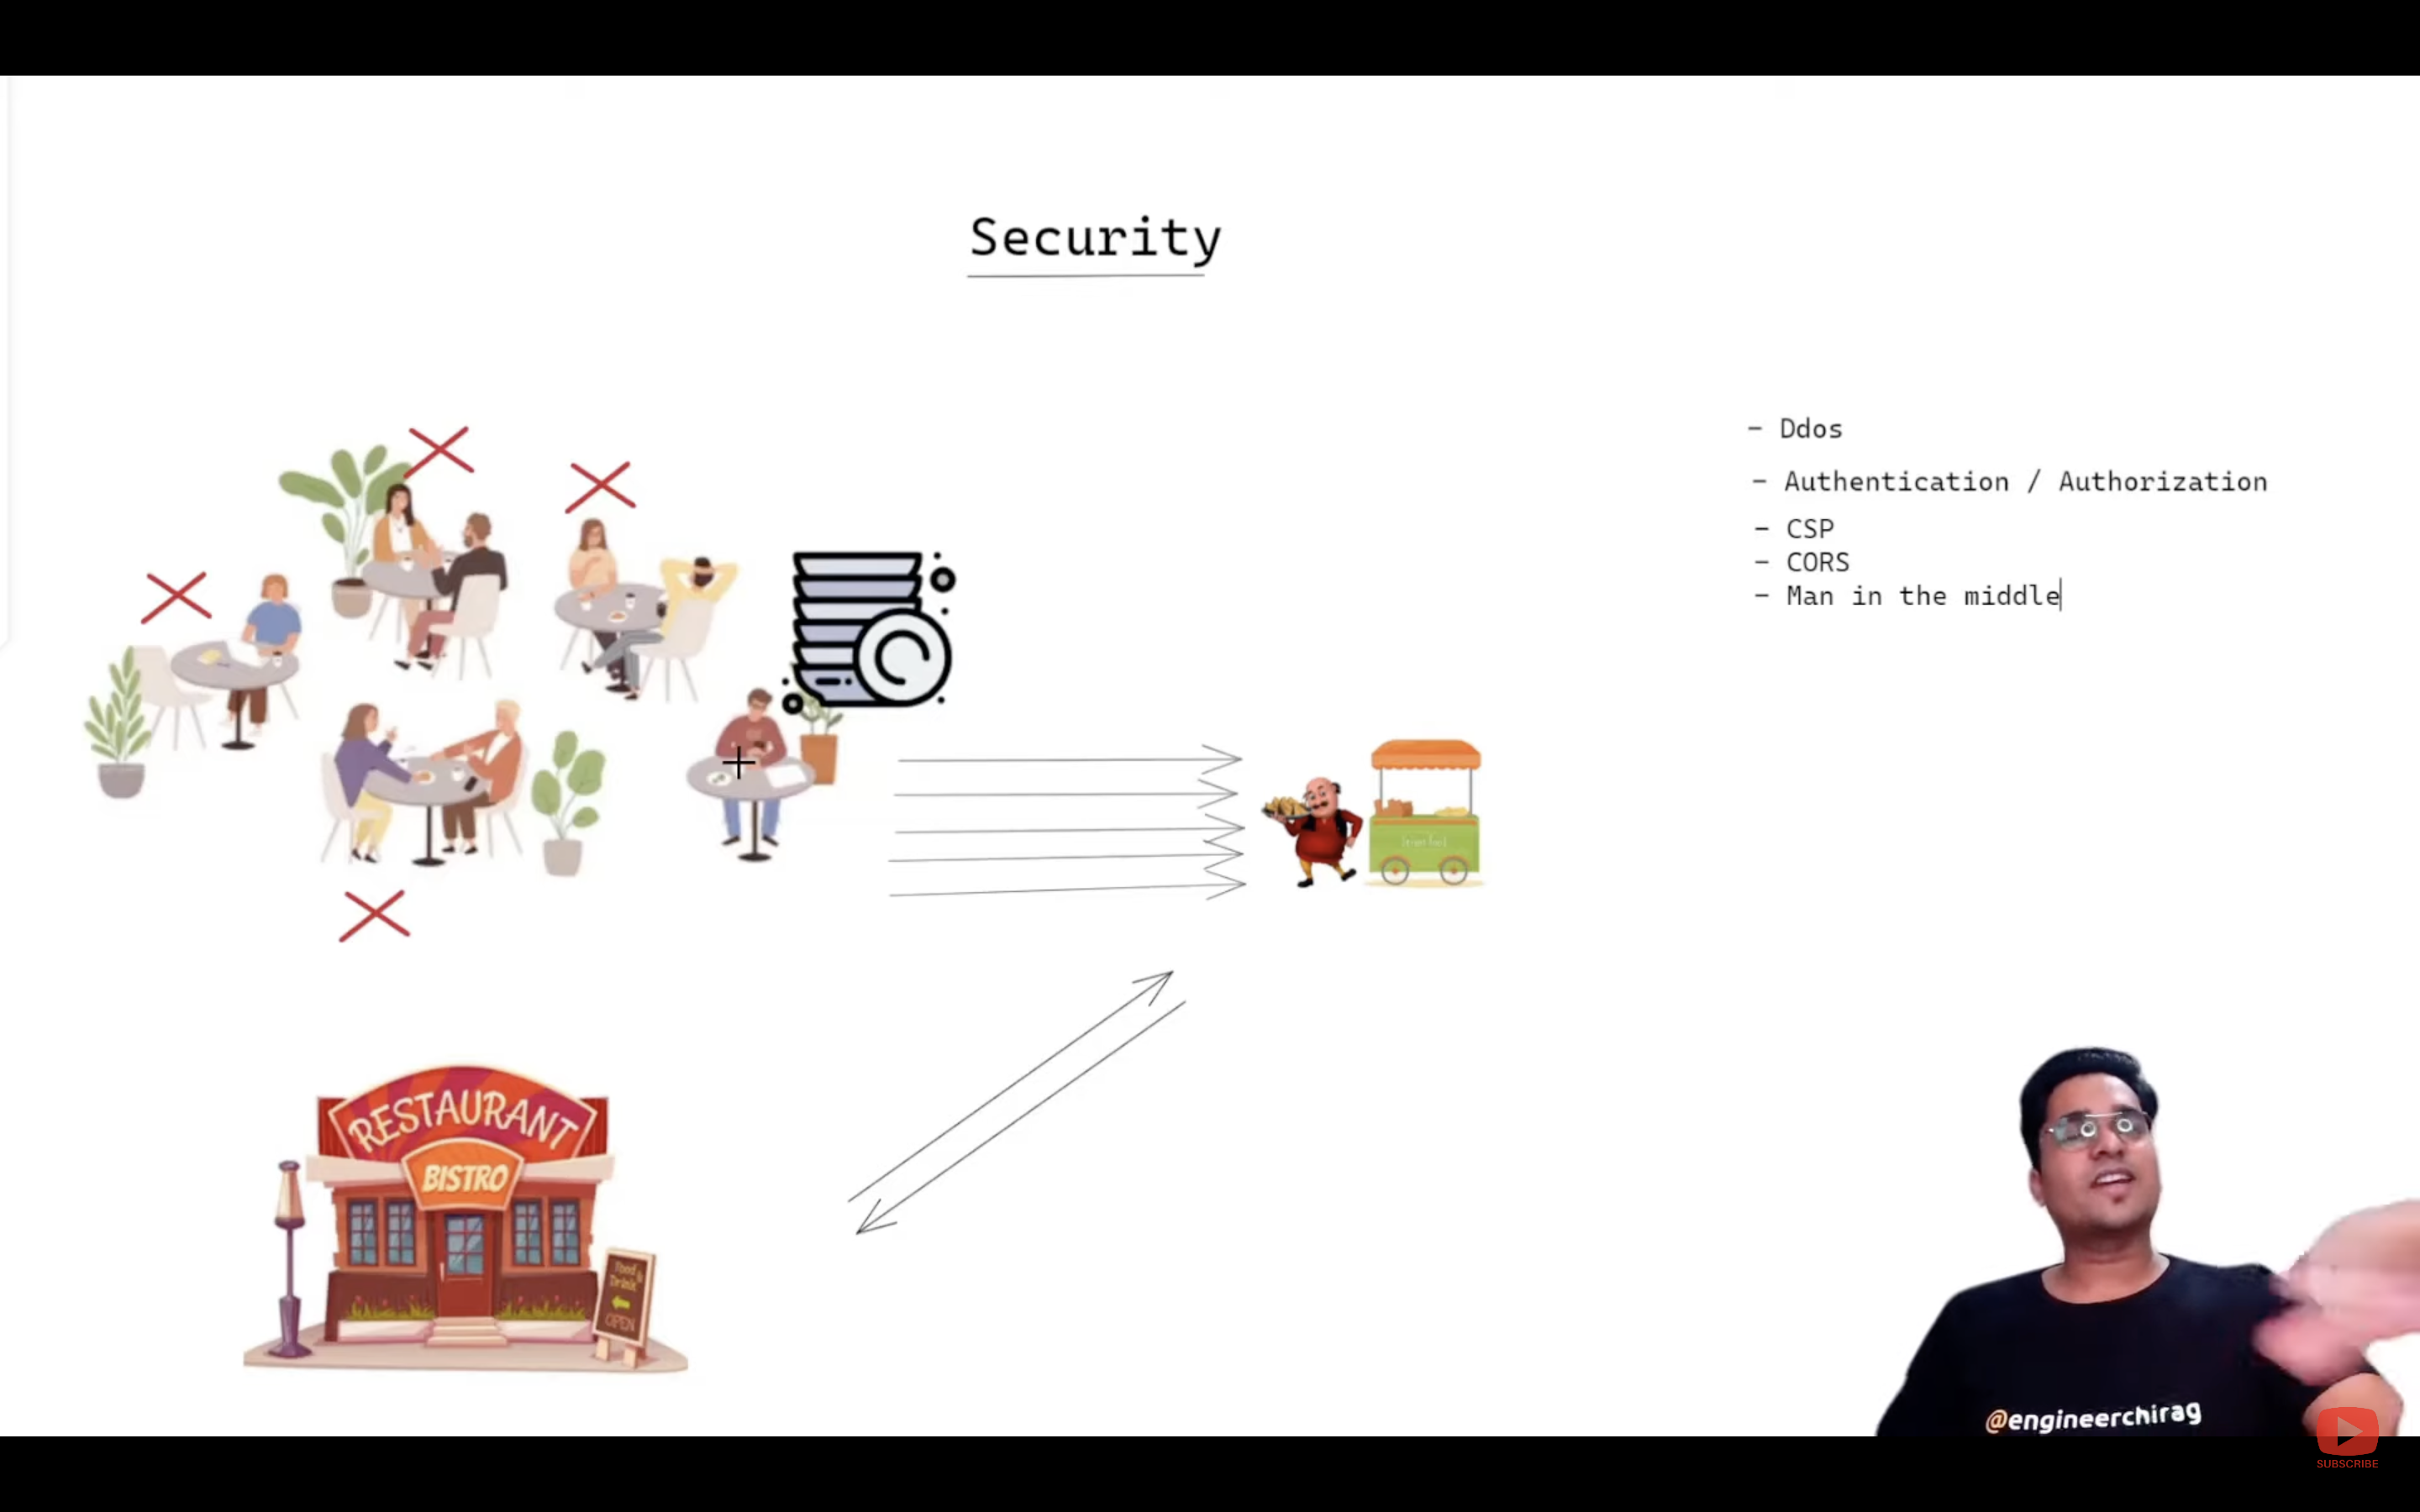 Security
- Ddos
- Authentication / Authorization
- CSP
- CORS
- Man in the middle
RESTAURANT
BISTRO
Food &
Drink
OPEN
@engineerchirag
SUBSCRIBE